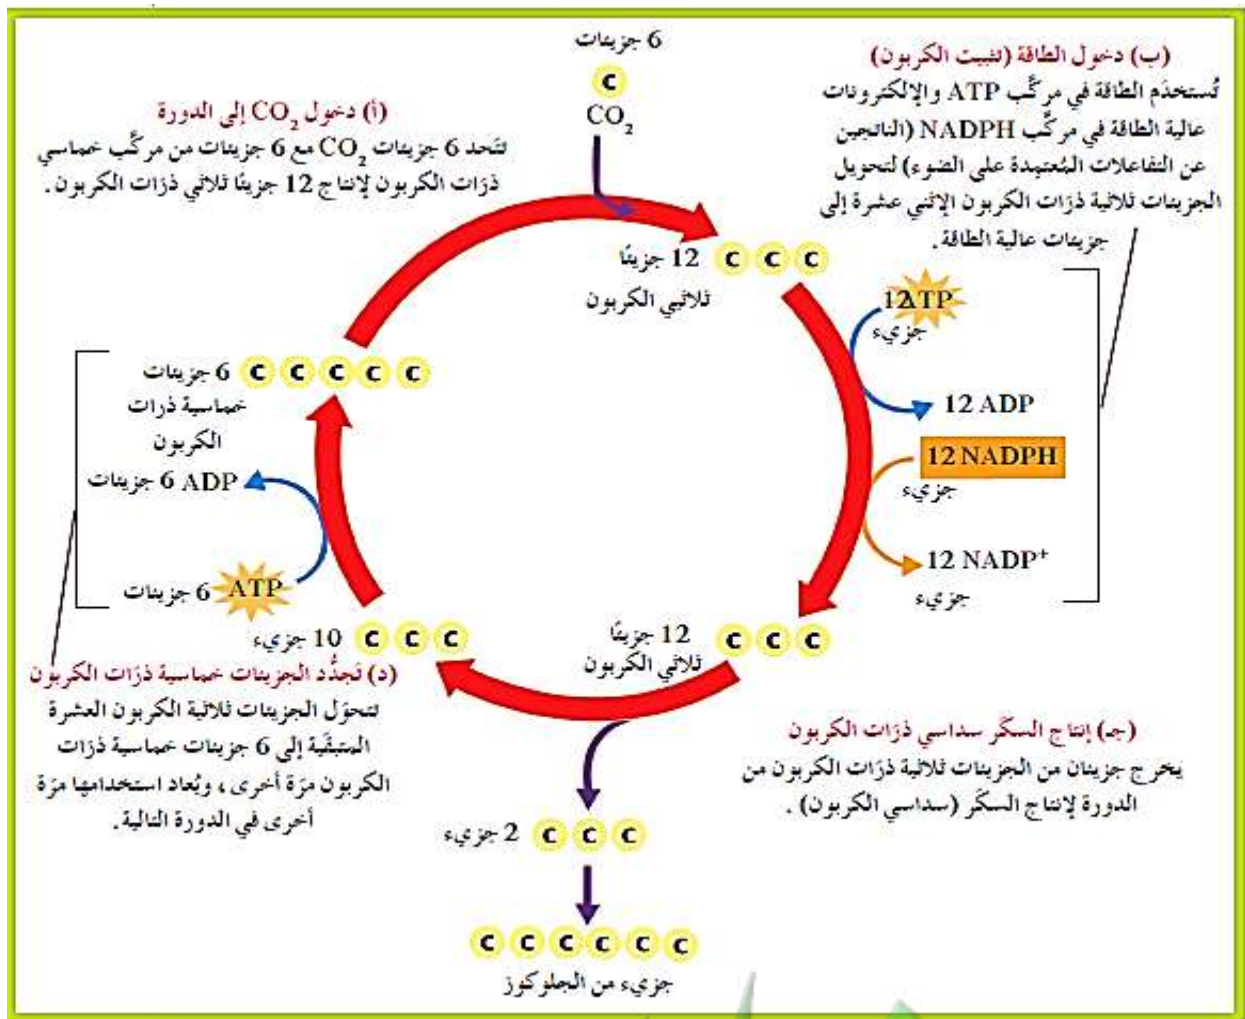 6 جزيئات
C
CO₂
(أ) دخول CO₂ إلى الدورة
تتحد 6 جزيئات CO₂ مع 6 جزيئات من مركَّب خماسي
ذرّات الكربون لإنتاج 12 جزيئًا ثلاثي ذرّات الكربون.
(ب) دخول الطاقة (تثبيت الكربون)
تُستخدَم الطاقة في مركَّب ATP والإلكترونات
عالية الطاقة في مركَّب NADPH (الناتجين
عن التفاعلات المُعتمِدة على الضوء) لتحويل
الجزيئات ثلاثية ذرّات الكربون الإثني عشرة إلى
جزيئات عالية الطاقة.
12 جزيئًا C C C
ثلاثي الكربون
12ATP
جزيء
12 ADP
12 NADPH
جزيء
12 NADP⁺
جزيء
12 جزيئًا C C C
ثلاثي الكربون
(جـ) إنتاج السكّر سداسي ذرّات الكربون
يخرج جزيئان من الجزيئات ثلاثية ذرّات الكربون من
الدورة لإنتاج السكّر (سداسي الكربون).
2 جزيء C C C
C C C C C C
جزيء من الجلوكوز
10 جزيء C C C
6 جزيئات ATP
6 جزيئات ADP
6 جزيئات C C C C C
خماسية ذرات
الكربون
(د) تَجدُّد الجزيئات خماسية ذرّات الكربون
تتحوّل الجزيئات ثلاثية الكربون العشرة
المتبقّية إلى 6 جزيئات خماسية ذرّات
الكربون مرّة أخرى، ويُعاد استخدامها مرّة
أخرى في الدورة التالية.